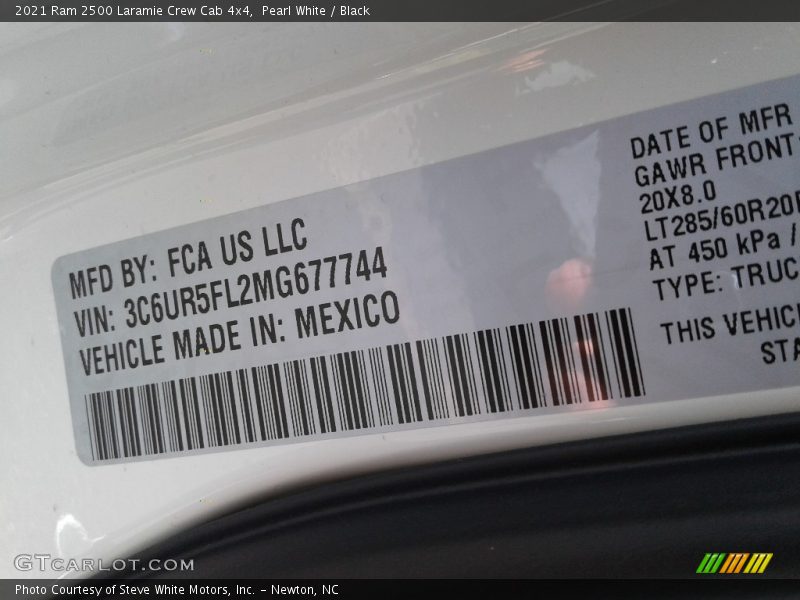 2021 Ram 2500 Laramie Crew Cab 4x4, Pearl White / Black
MFD BY: FCA US LLC
VIN: 3C6UR5FL2MG677744
VEHICLE MADE IN: MEXICO
DATE OF MFR
GAWR FRONT
20X8.0
LT285/60R20
AT 450 kPa /
TYPE: TRUC
THIS VEHIC
STA
GTCARLOT.COM
Photo Courtesy of Steve White Motors, Inc. – Newton, NC